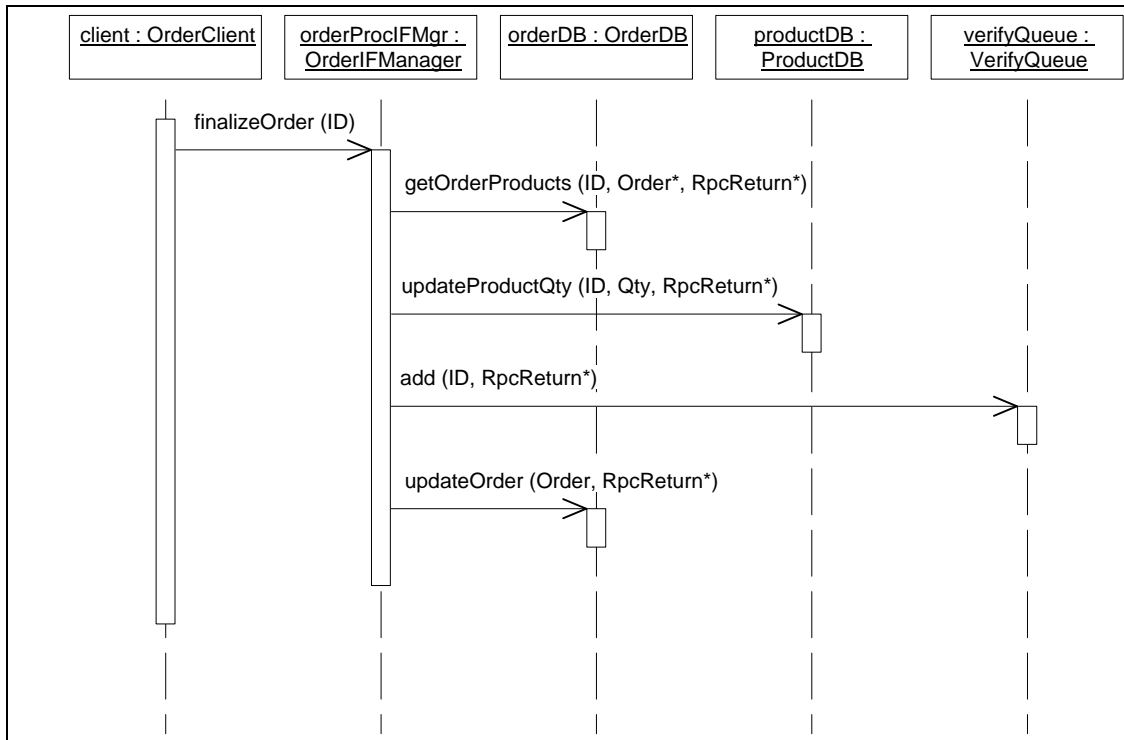 client : OrderClient
orderProcIFMgr :
OrderIFManager
orderDB : OrderDB
productDB :
ProductDB
verifyQueue :
VerifyQueue
finalizeOrder (ID)
getOrderProducts (ID, Order*, RpcReturn*)
updateProductQty (ID, Qty, RpcReturn*)
add (ID, RpcReturn*)
updateOrder (Order, RpcReturn*)